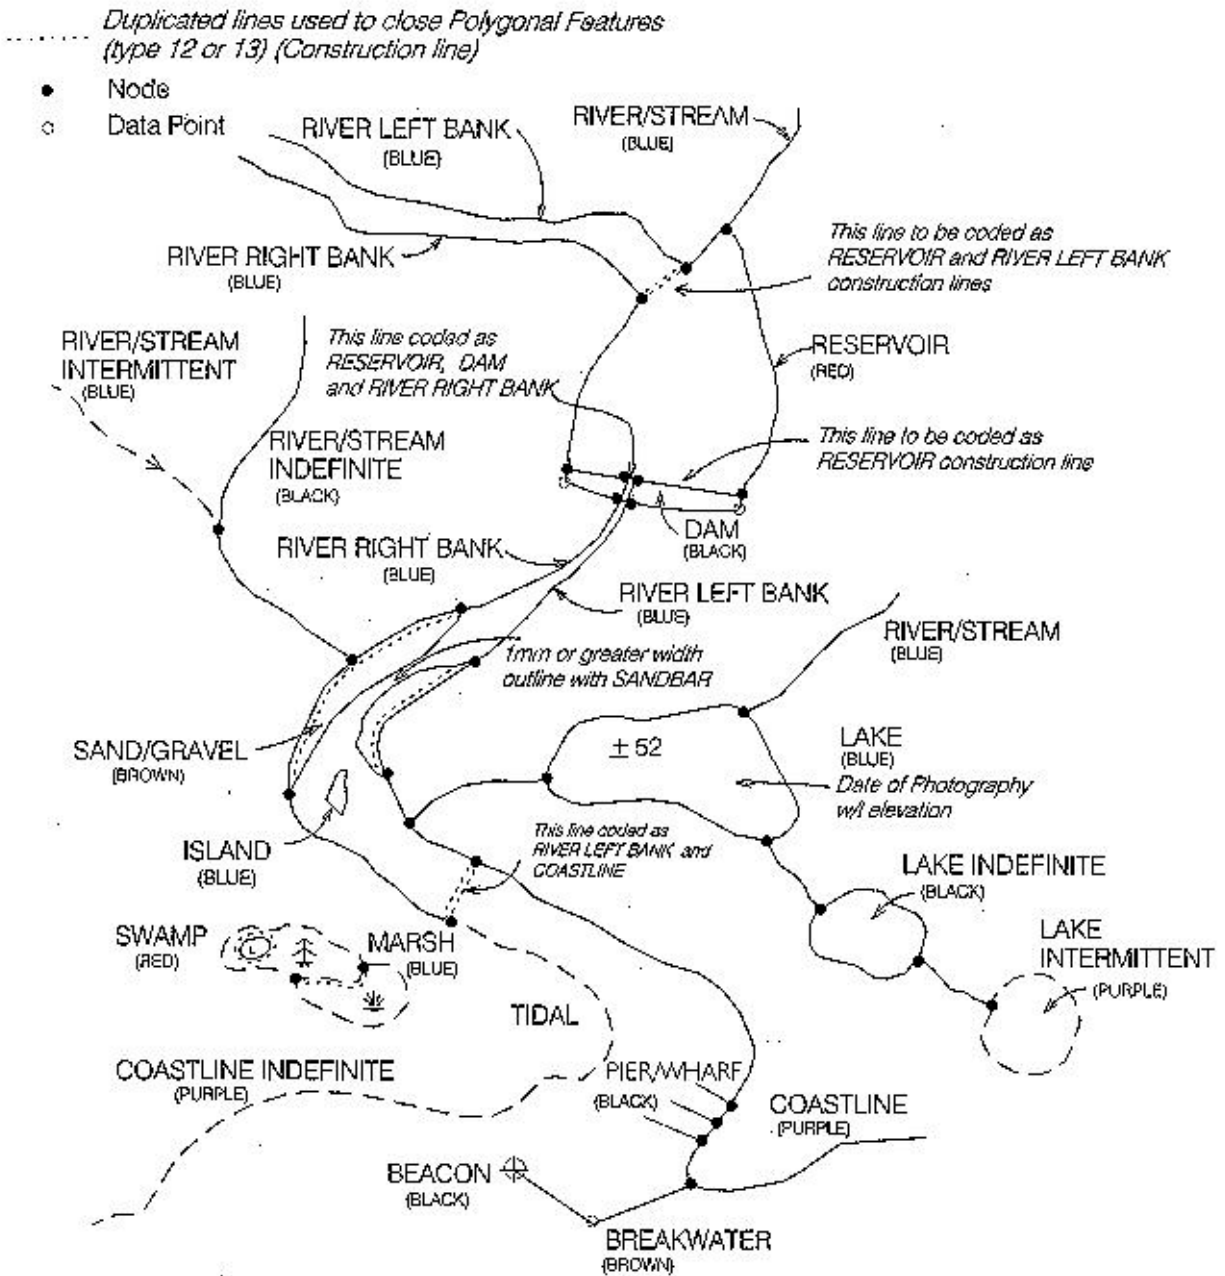 Duplicated lines used to close Polygonal Features
(type 12 or 13) (Construction line)
Node
Data Point
RIVER LEFT BANK
(BLUE)
RIVER/STREAM
(BLUE)
RIVER RIGHT BANK
(BLUE)
This line to be coded as
RESERVOIR and RIVER LEFT BANK
construction lines
RIVER/STREAM
INTERMITTENT
(BLUE)
This line coded as
RESERVOIR, DAM
and RIVER RIGHT BANK
RESERVOIR
(RED)
RIVER/STREAM
INDEFINITE
(BLACK)
This line to be coded as
RESERVOIR construction line
DAM
(BLACK)
RIVER RIGHT BANK
(BLUE)
RIVER LEFT BANK
(BLUE)
RIVER/STREAM
(BLUE)
1mm or greater width
outline with SANDBAR
SAND/GRAVEL
(BROWN)
± 52
LAKE
(BLUE)
Date of Photography
w/l elevation
ISLAND
(BLUE)
This line coded as
RIVER LEFT BANK and
COASTLINE
LAKE INDEFINITE
(BLACK)
SWAMP
(RED)
L
MARSH
(BLUE)
LAKE
INTERMITTENT
(PURPLE)
TIDAL
COASTLINE INDEFINITE
(PURPLE)
PIER/WHARF
(BLACK)
COASTLINE
(PURPLE)
BEACON
(BLACK)
BREAKWATER
(BROWN)